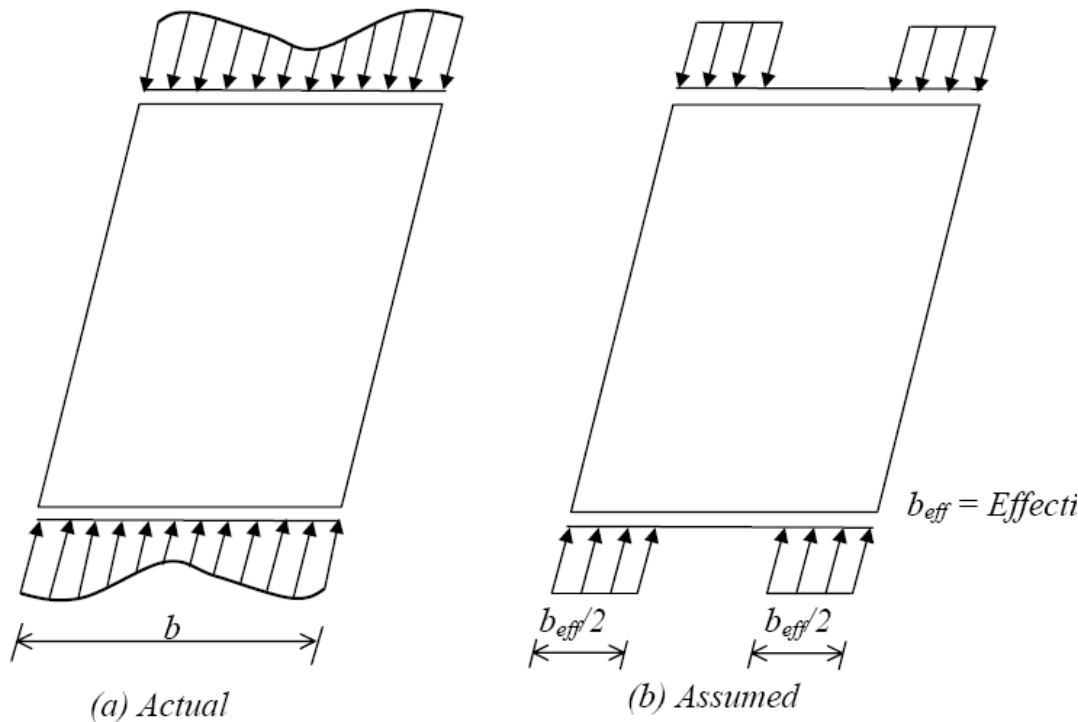 b_eff = Effecti
b
b_eff/2 b_eff/2
(a) Actual
(b) Assumed